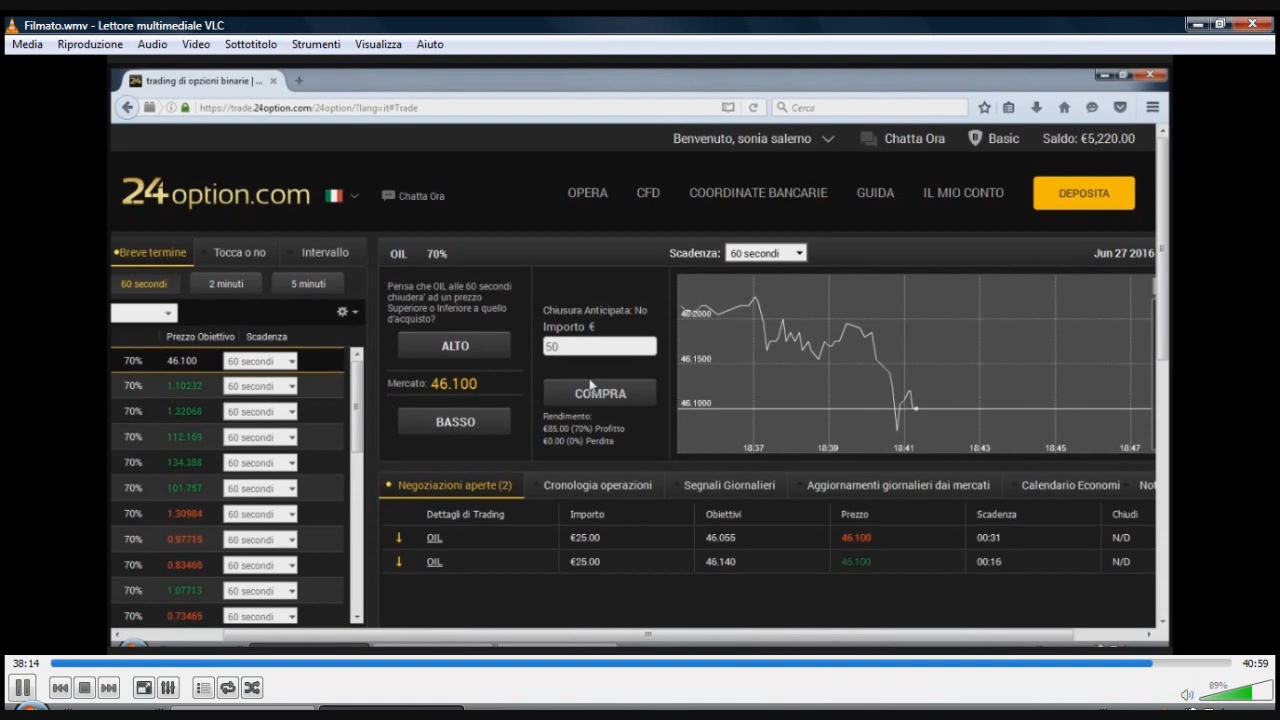 Filmato.wmv - Lettore multimediale VLC
Media Riproduzione Audio Video Sottotitolo Strumenti Visualizza Aiuto
24 trading di opzioni binarie | ...
https://trade.24option.com/24option/?lang=it#Trade
Cerca
Benvenuto, sonia salerno Chatta Ora Basic Saldo: €5,220.00
24option.com Chatta Ora OPERA CFD COORDINATE BANCARIE GUIDA IL MIO CONTO DEPOSITA
Breve termine Tocca o no Intervallo
60 secondi 2 minuti 5 minuti
Prezzo Obiettivo Scadenza
70% 46.100 60 secondi
70% 1.10232 60 secondi
70% 1.32068 60 secondi
70% 112.169 60 secondi
70% 134.388 60 secondi
70% 101.757 60 secondi
70% 1.30984 60 secondi
70% 0.97715 60 secondi
70% 0.83466 60 secondi
70% 1.07713 60 secondi
70% 0.73465 60 secondi
OIL 70%
Scadenza: 60 secondi
Jun 27 2016
Pensa che OIL alle 60 secondi
chiudera' ad un prezzo
Superiore o Inferiore a quello
d'acquisto?
ALTO
Mercato: 46.100
BASSO
Chiusura Anticipata: No
Importo €
50
COMPRA
Rendimento:
€85.00 (70%) Profitto
€0.00 (0%) Perdita
46.2000
46.1500
46.1000
18:37 18:39 18:41 18:43 18:45 18:47
Negoziazioni aperte (2) Cronologia operazioni Segnali Giornalieri Aggiornamenti giornalieri dai mercati Calendario Economi Not
Dettagli di Trading Importo Obiettivi Prezzo Scadenza Chiudi
OIL €25.00 46.055 46.100 00:31 N/D
OIL €25.00 46.140 46.100 00:16 N/D
38:14 40:59
89%